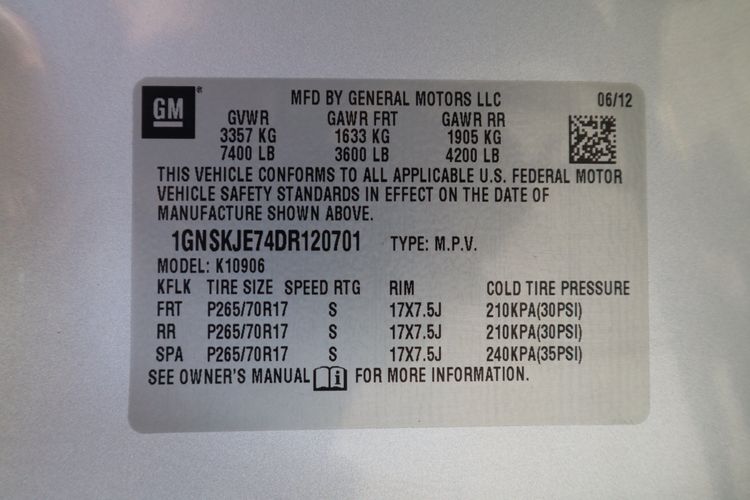 GM®
MFD BY GENERAL MOTORS LLC 06/12
GVWR GAWR FRT GAWR RR
3357 KG 1633 KG 1905 KG
7400 LB 3600 LB 4200 LB
THIS VEHICLE CONFORMS TO ALL APPLICABLE U.S. FEDERAL MOTOR
VEHICLE SAFETY STANDARDS IN EFFECT ON THE DATE OF
MANUFACTURE SHOWN ABOVE.
1GNSKJE74DR120701 TYPE: M.P.V.
MODEL: K10906
KFLK TIRE SIZE SPEED RTG RIM COLD TIRE PRESSURE
FRT P265/70R17 S 17X7.5J 210KPA(30PSI)
RR P265/70R17 S 17X7.5J 210KPA(30PSI)
SPA P265/70R17 S 17X7.5J 240KPA(35PSI)
SEE OWNER'S MANUAL i FOR MORE INFORMATION.